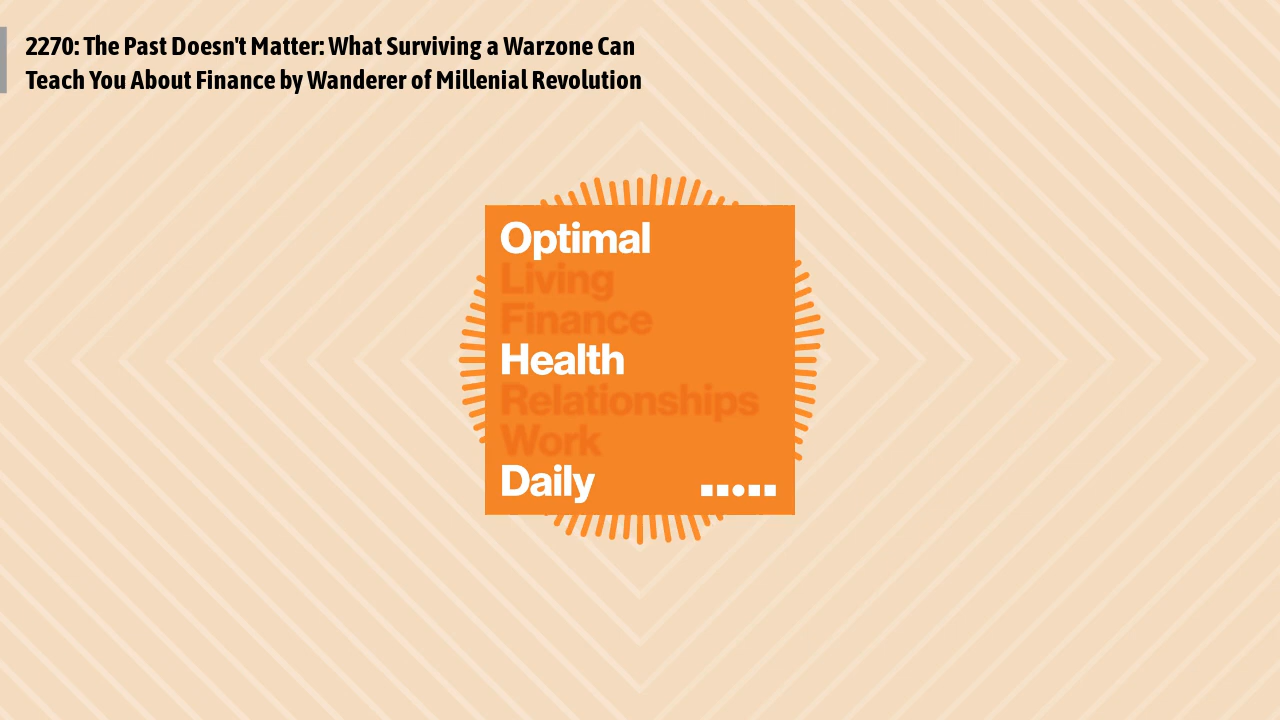 2270: The Past Doesn't Matter: What Surviving a Warzone Can
Teach You About Finance by Wanderer of Millenial Revolution
Optimal
Living
Finance
Health
Relationships
Work
Daily